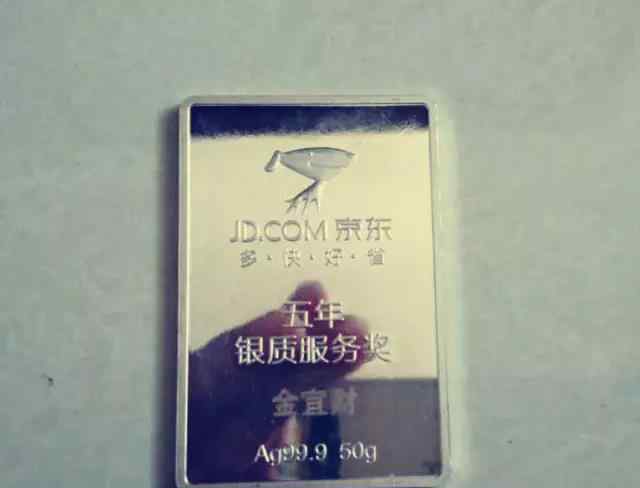 JD.COM 京东
多·快·好·省
五年
银质服务奖
金宜财
Ag99.9 50g